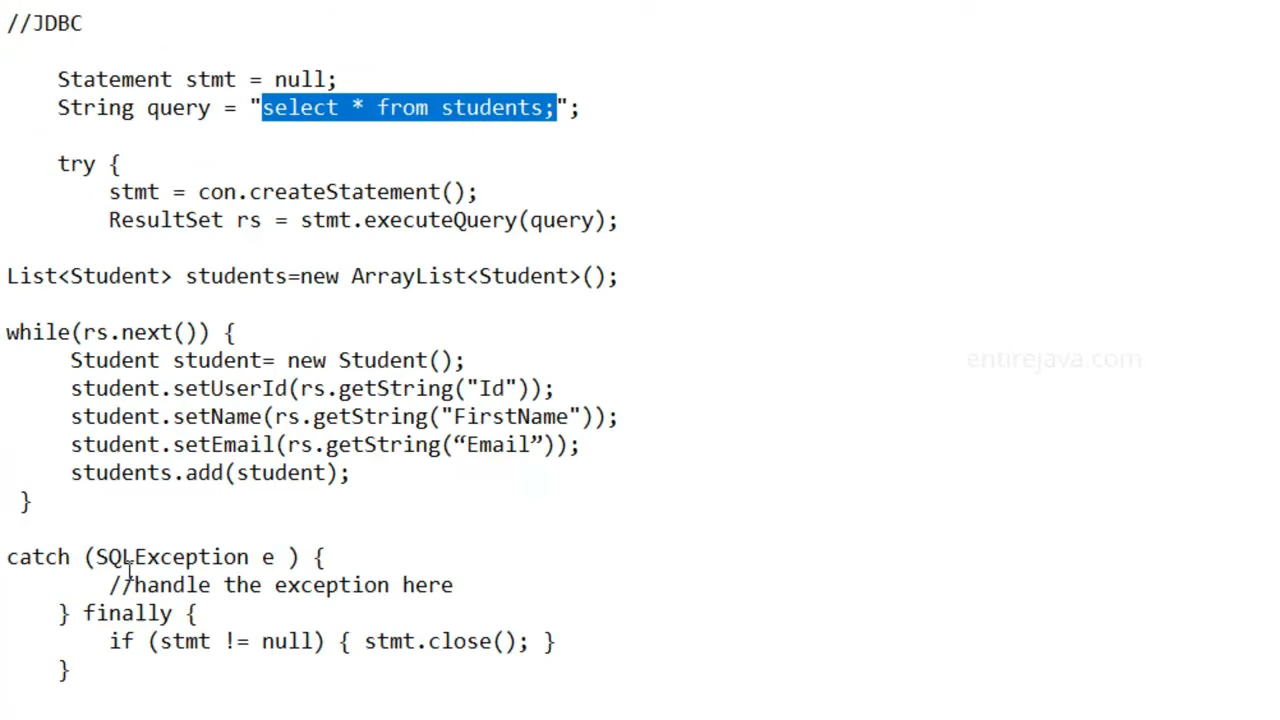 //JDBC
Statement stmt = null;
String query = "select * from students;";
try {
stmt = con.createStatement();
ResultSet rs = stmt.executeQuery(query);
List<Student> students=new ArrayList<Student>();
while(rs.next()) {
Student student= new Student();
student.setUserId(rs.getString("Id"));
student.setName(rs.getString("FirstName"));
student.setEmail(rs.getString(“Email”));
students.add(student);
}
catch (SQLException e ) {
//handle the exception here
} finally {
if (stmt != null) { stmt.close(); }
}
entirejava.com